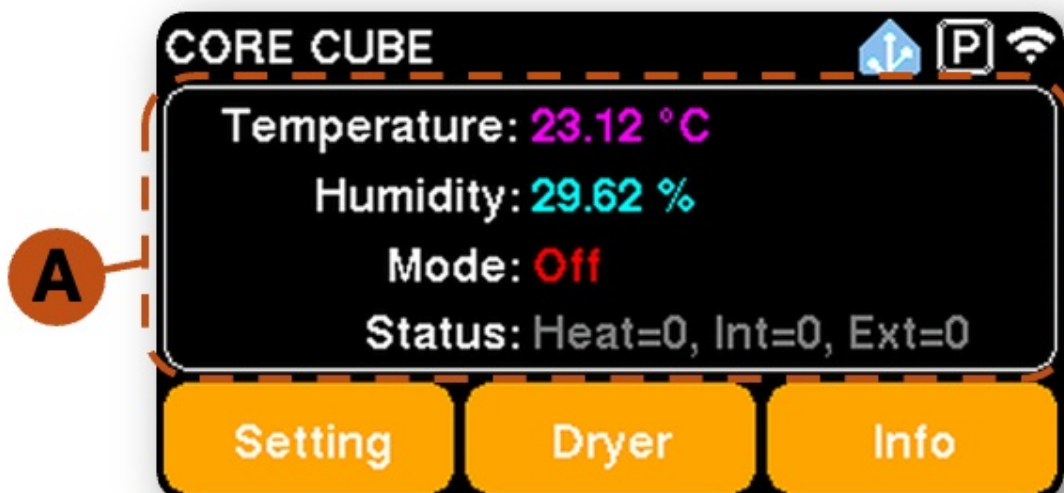 CORE CUBE P
Temperature: 23.12 °C
Humidity: 29.62 %
A
Mode: Off
Status: Heat=0, Int=0, Ext=0
Setting Dryer Info